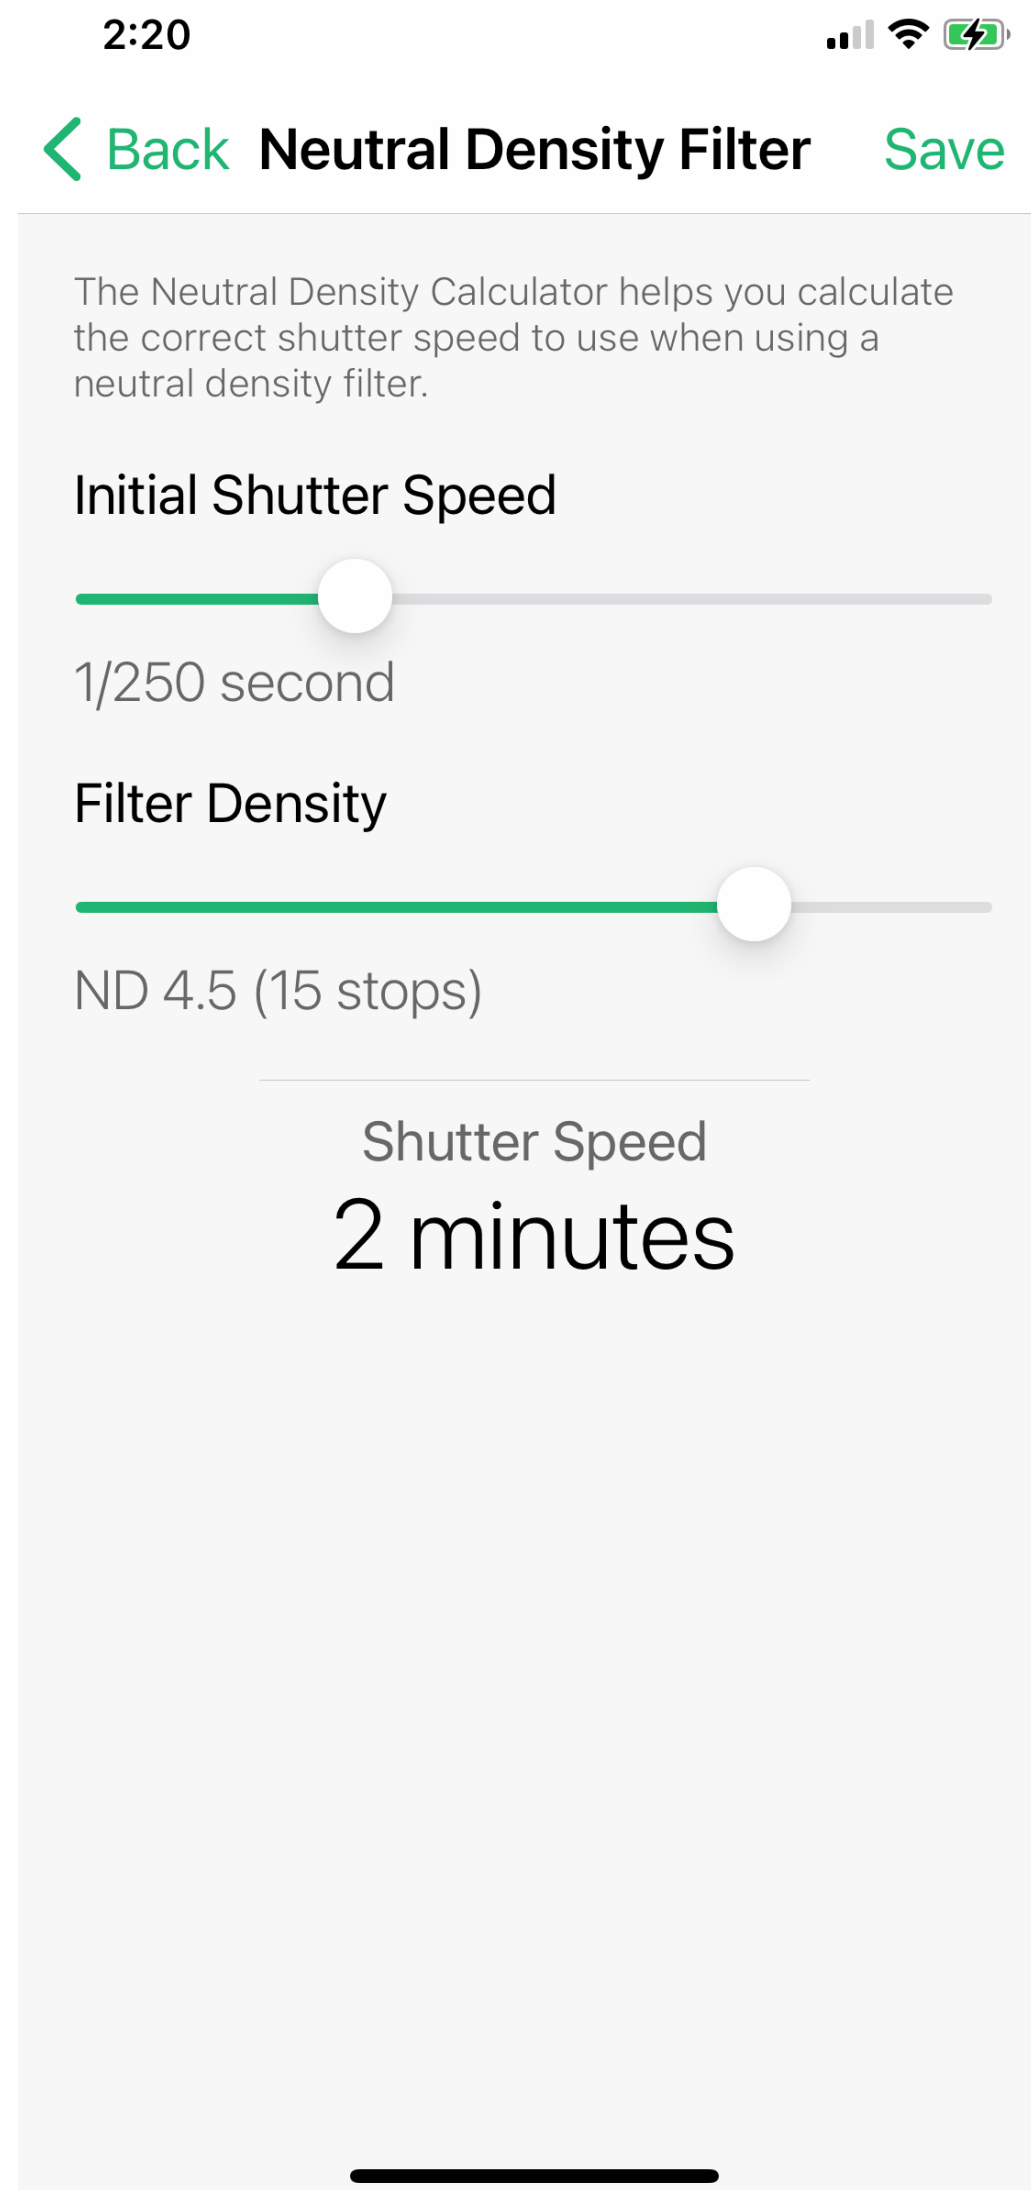 2:20
Back Neutral Density Filter Save
The Neutral Density Calculator helps you calculate
the correct shutter speed to use when using a
neutral density filter.
Initial Shutter Speed
1/250 second
Filter Density
ND 4.5 (15 stops)
Shutter Speed
2 minutes